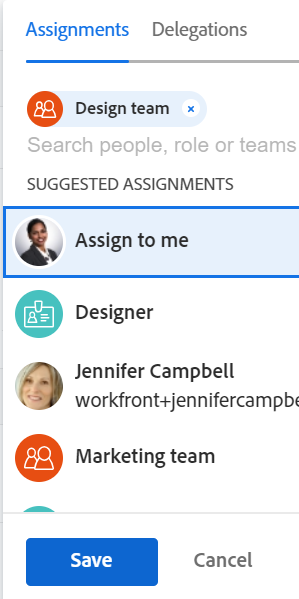 Assignments Delegations
Design team ×
Search people, role or teams
SUGGESTED ASSIGNMENTS
Assign to me
Designer
Jennifer Campbell
workfront+jennifercampbe
Marketing team
Save Cancel